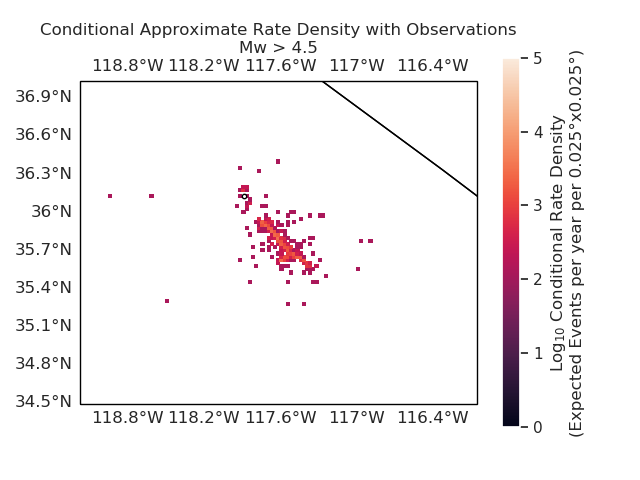 Conditional Approximate Rate Density with Observations
Mw > 4.5
118.8°W 118.2°W 117.6°W 117°W 116.4°W
36.9°N
36.6°N
36.3°N
36°N
35.7°N
35.4°N
35.1°N
34.8°N
34.5°N
118.8°W 118.2°W 117.6°W 117°W 116.4°W
5
4
3
2
1
0
Log₁₀ Conditional Rate Density
(Expected Events per year per 0.025°x0.025°)